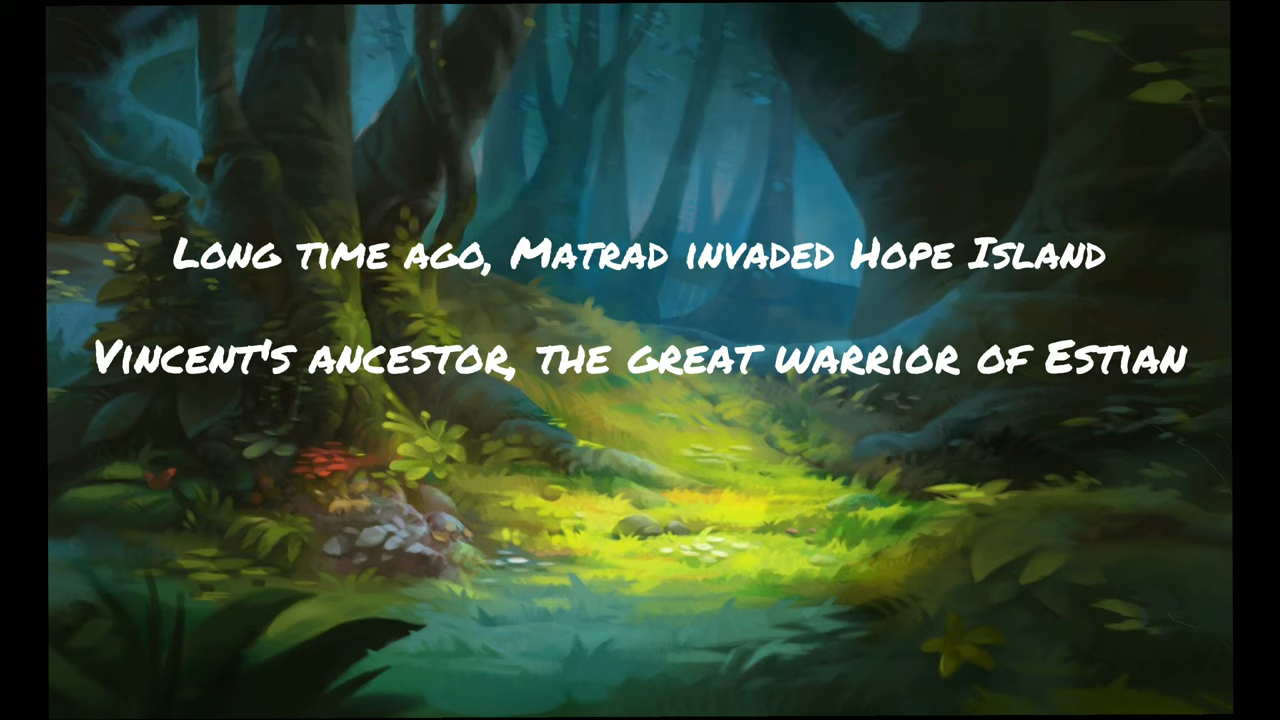 Long time ago, Matrad invaded Hope Island
Vincent's ancestor, the great warrior of Estian